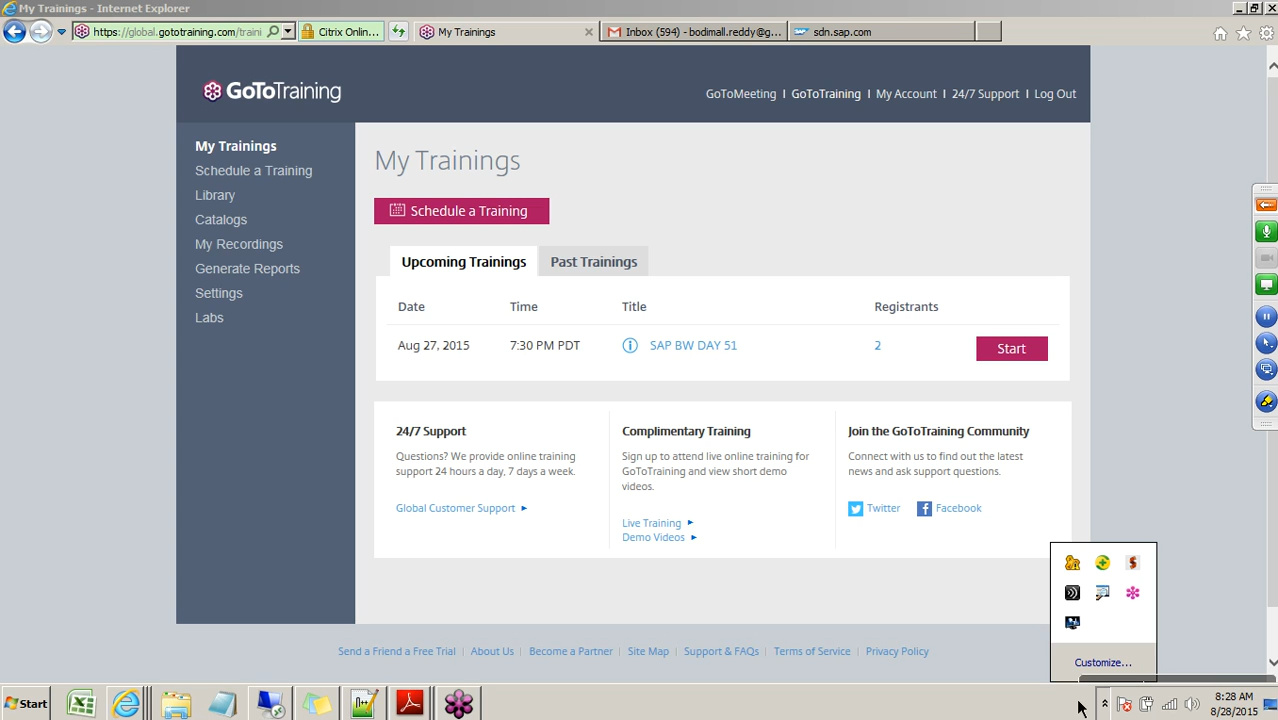 My Trainings - Internet Explorer
https://global.gototraining.com/traini
Citrix Onlin...
My Trainings
Inbox (594) - bodimall.reddy@g...
sdn.sap.com
GoToTraining
GoToMeeting | GoToTraining | My Account | 24/7 Support | Log Out
My Trainings
Schedule a Training
Library
Catalogs
My Recordings
Generate Reports
Settings
Labs
My Trainings
Schedule a Training
Upcoming Trainings
Past Trainings
Date Time Title Registrants
Aug 27, 2015 7:30 PM PDT SAP BW DAY 51 2 Start
24/7 Support
Questions? We provide online training
support 24 hours a day, 7 days a week.
Global Customer Support
Complimentary Training
Sign up to attend live online training for
GoToTraining and view short demo
videos.
Live Training
Demo Videos
Join the GoToTraining Community
Connect with us to find out the latest
news and ask support questions.
Twitter Facebook
Customize...
Send a Friend a Free Trial | About Us | Become a Partner | Site Map | Support & FAQs | Terms of Service | Privacy Policy
Start
8:28 AM
8/28/2015